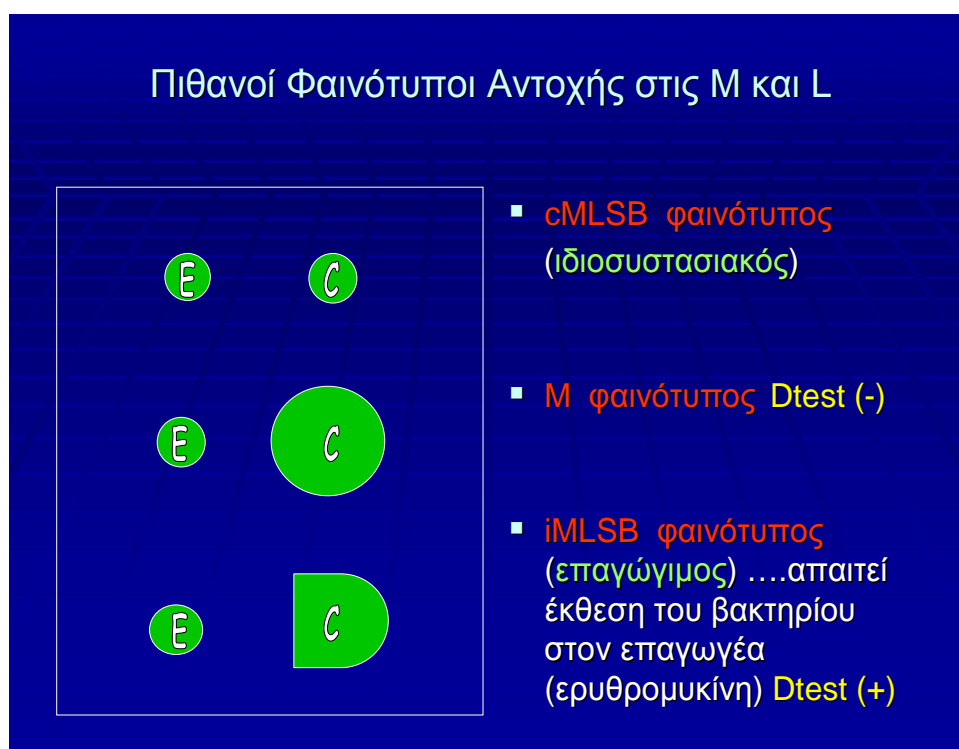 Πιθανοί Φαινότυποι Αντοχής στις M και L
E C
E C
E C
▪ cMLSB φαινότυπος
(ιδιοσυστασιακός)
▪ M φαινότυπος Dtest (-)
▪ iMLSB φαινότυπος
(επαγώγιμος) ….απαιτεί
έκθεση του βακτηρίου
στον επαγωγέα
(ερυθρομυκίνη) Dtest (+)